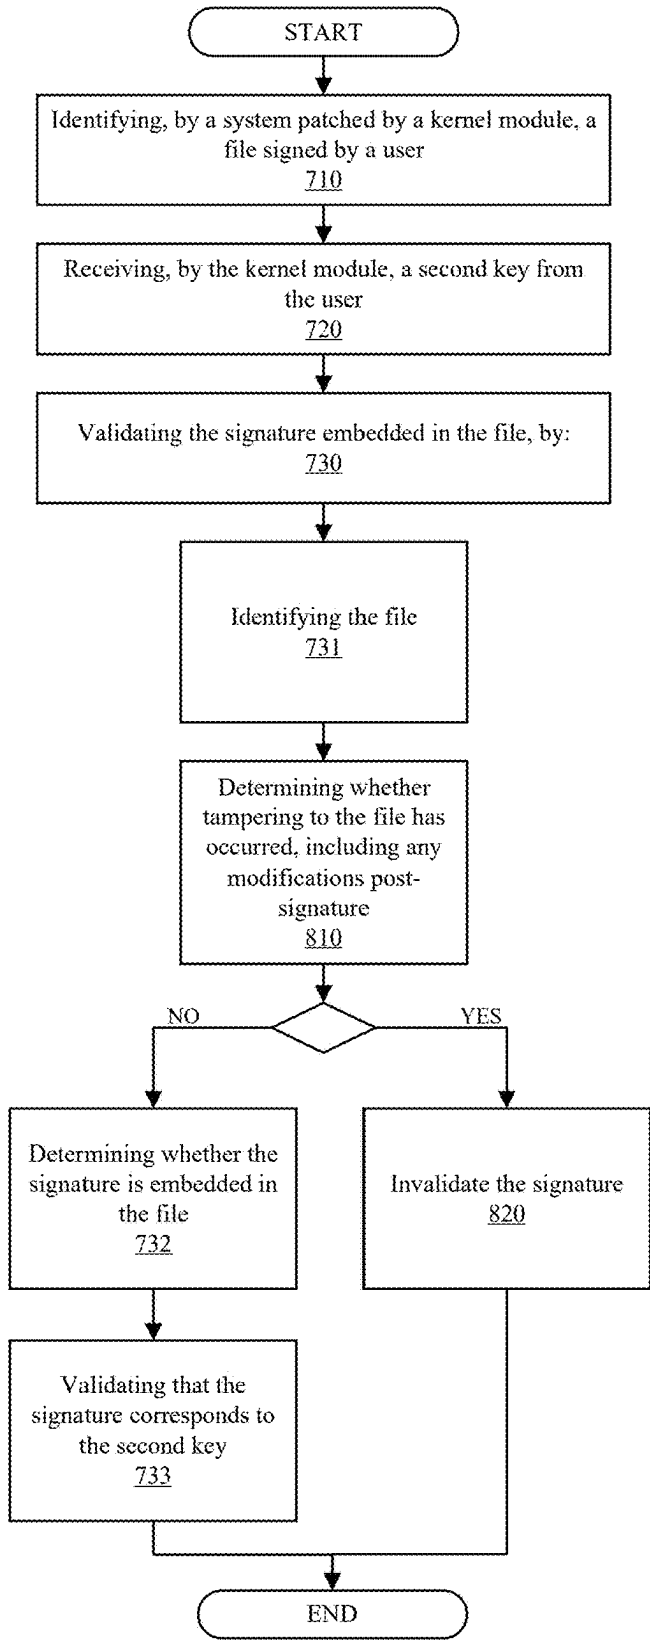 START
Identifying, by a system patched by a kernel module, a
file signed by a user
710
Receiving, by the kernel module, a second key from
the user
720
Validating the signature embedded in the file, by:
730
Identifying the file
731
Determining whether
tampering to the file has
occurred, including any
modifications post-
signature
810
NO
YES
Determining whether the
signature is embedded in
the file
732
Invalidate the signature
820
Validating that the
signature corresponds to
the second key
733
END